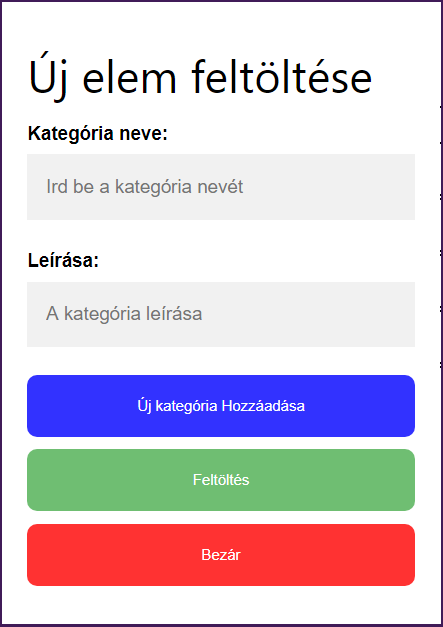 Új elem feltöltése
Kategória neve:
Ird be a kategória nevét
Leírása:
A kategória leírása
Új kategória Hozzáadása
Feltöltés
Bezár